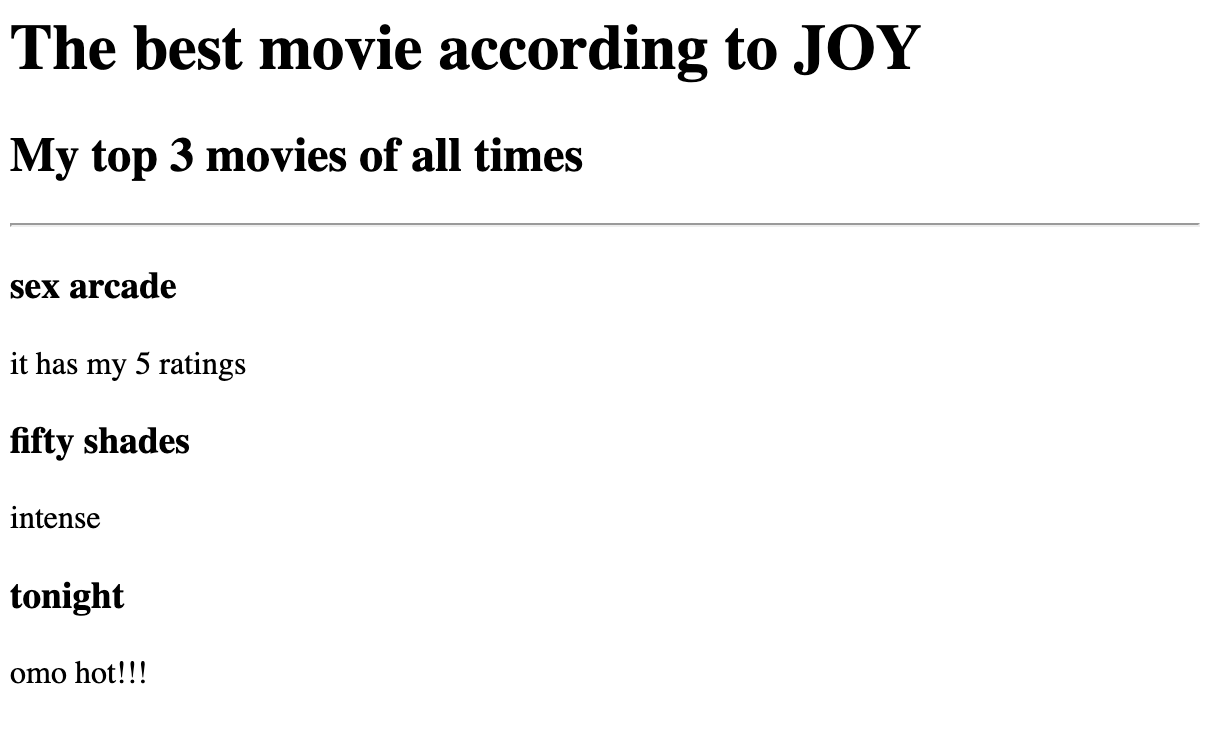 The best movie according to JOY
My top 3 movies of all times
sex arcade
it has my 5 ratings
fifty shades
intense
tonight
omo hot!!!